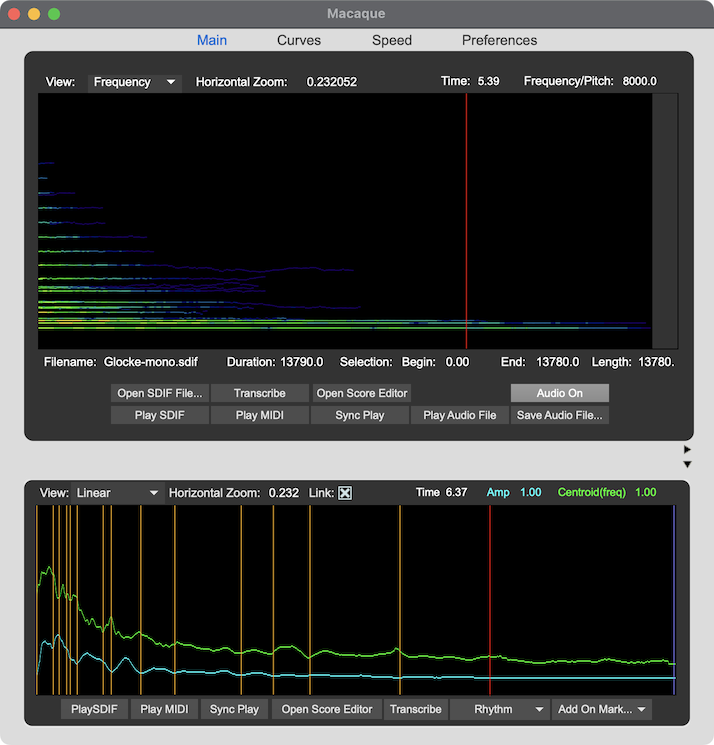 Macaque
Main Curves Speed Preferences
View: Frequency Horizontal Zoom: 0.232052 Time: 5.39 Frequency/Pitch: 8000.0
Filename: Glocke-mono.sdif Duration: 13790.0 Selection: Begin: 0.00 End: 13780.0 Length: 13780.
Open SDIF File... Transcribe Open Score Editor Audio On
Play SDIF Play MIDI Sync Play Play Audio File Save Audio File...
View: Linear Horizontal Zoom: 0.232 Link: Time 6.37 Amp 1.00 Centroid(freq) 1.00
PlaySDIF Play MIDI Sync Play Open Score Editor Transcribe Rhythm Add On Mark...